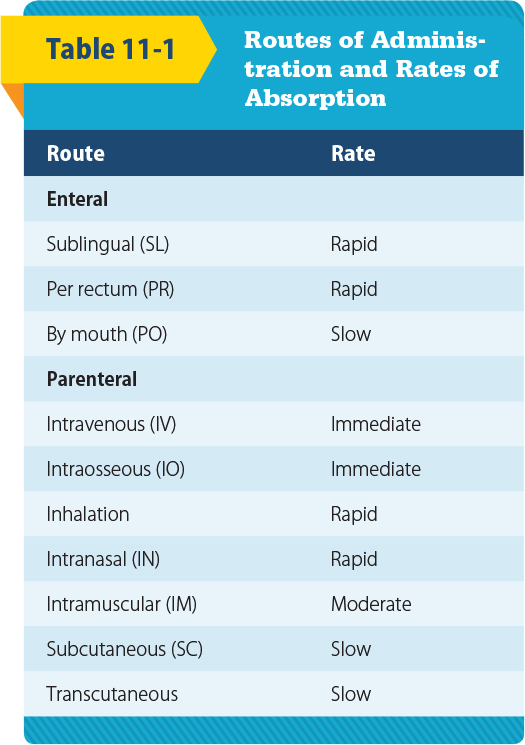 Table 11-1
Routes of Adminis-
tration and Rates of
Absorption
Route Rate
Enteral
Sublingual (SL) Rapid
Per rectum (PR) Rapid
By mouth (PO) Slow
Parenteral
Intravenous (IV) Immediate
Intraosseous (IO) Immediate
Inhalation Rapid
Intranasal (IN) Rapid
Intramuscular (IM) Moderate
Subcutaneous (SC) Slow
Transcutaneous Slow